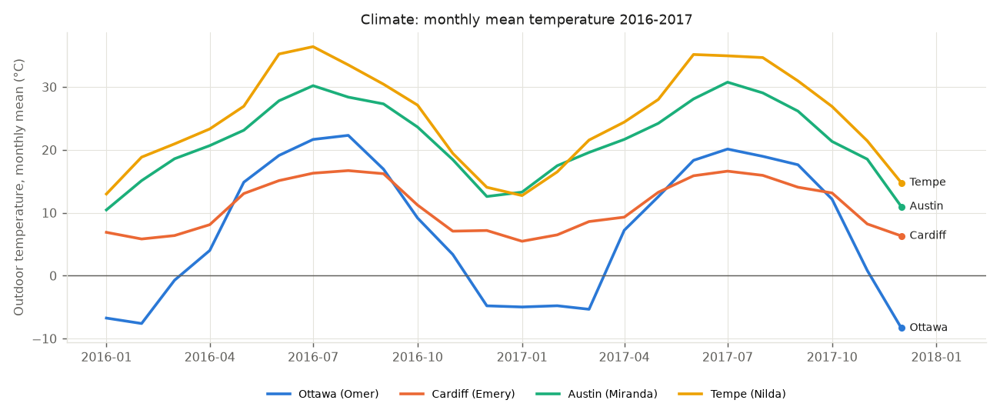 Climate: monthly mean temperature 2016-2017
Outdoor temperature, monthly mean (°C)
30
20
10
0
−10
Tempe
Austin
Cardiff
Ottawa
2016-01 2016-04 2016-07 2016-10 2017-01 2017-04 2017-07 2017-10 2018-01
Ottawa (Omer) Cardiff (Emery) Austin (Miranda) Tempe (Nilda)